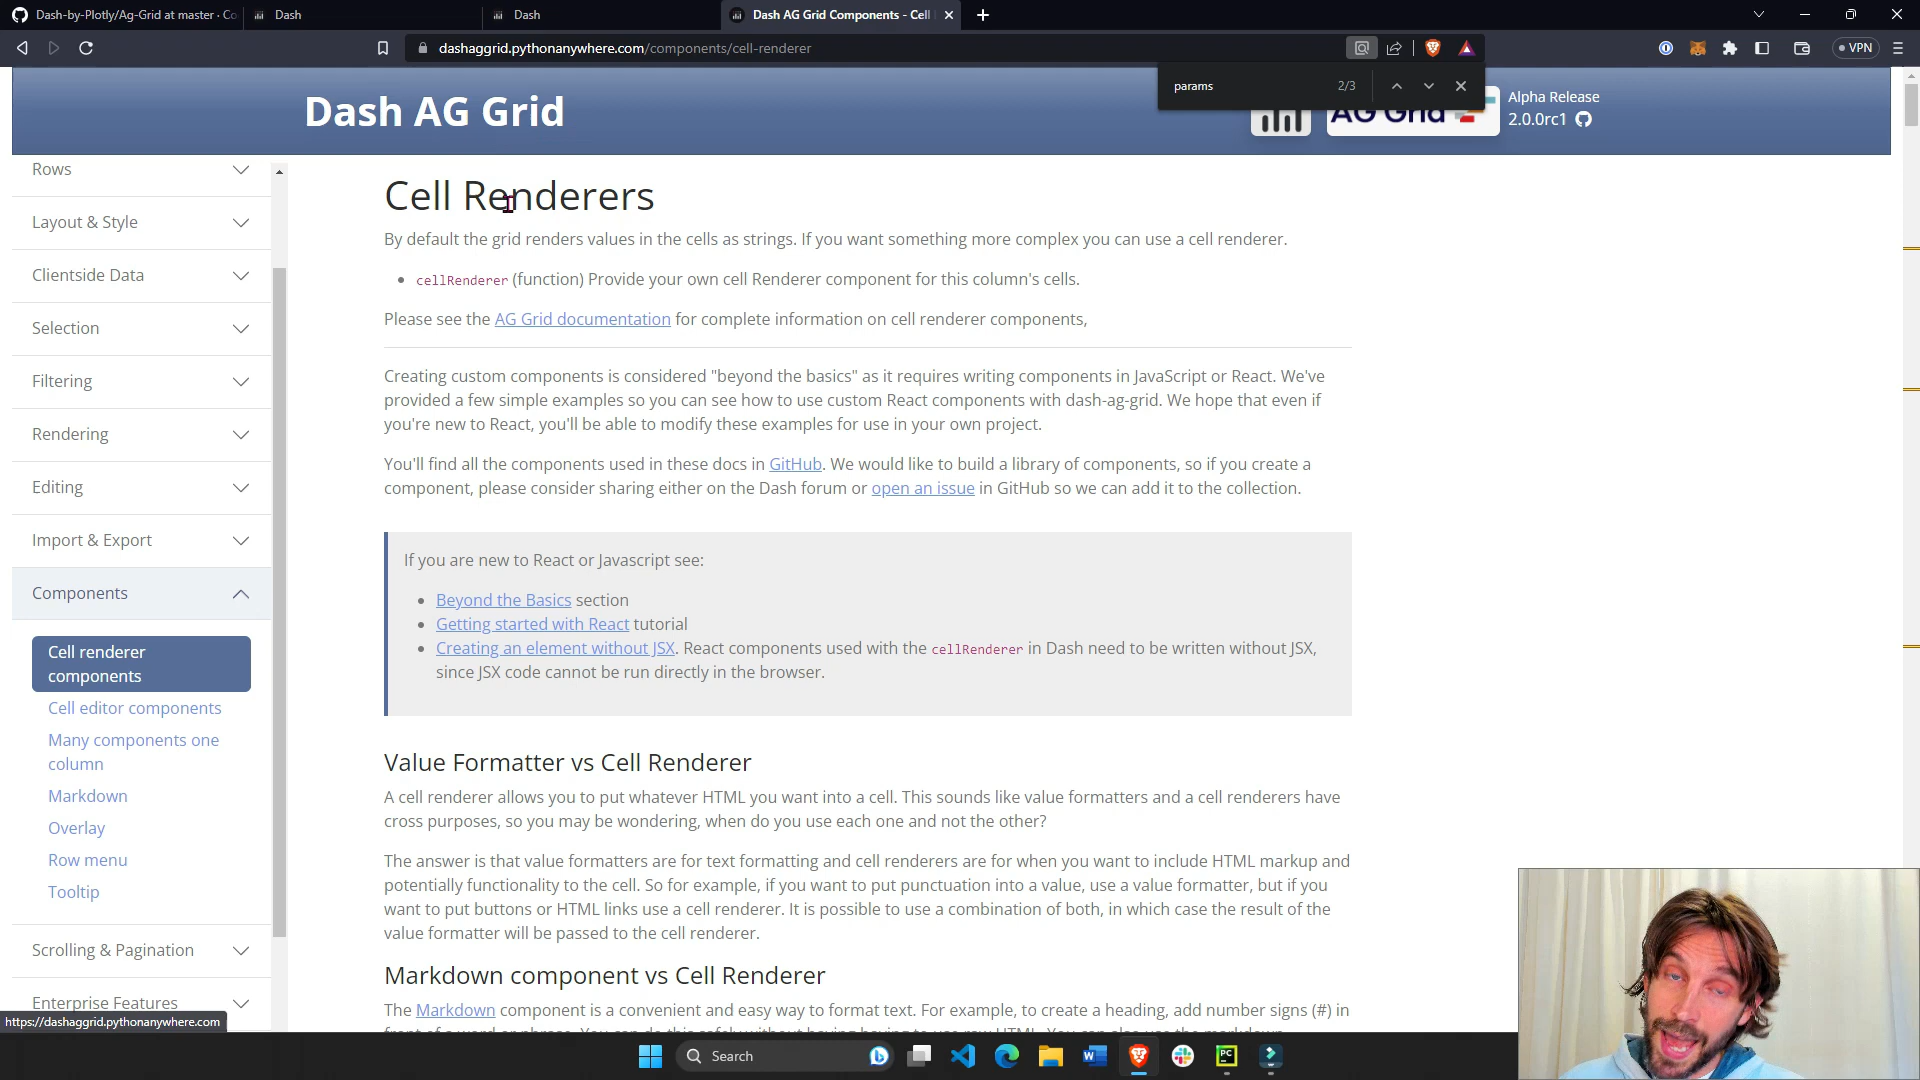 Dash-by-Plotly/Ag-Grid at master · Co
Dash
Dash
Dash AG Grid Components - Cell
dashaggrid.pythonanywhere.com/components/cell-renderer
VPN
params
2/3
Dash AG Grid
AG Grid
Alpha Release
2.0.0rc1
Rows
Layout & Style
Clientside Data
Selection
Filtering
Rendering
Editing
Import & Export
Components
Cell renderer
components
Cell editor components
Many components one
column
Markdown
Overlay
Row menu
Tooltip
Scrolling & Pagination
Enterprise Features
https://dashaggrid.pythonanywhere.com
Cell Renderers
By default the grid renders values in the cells as strings. If you want something more complex you can use a cell renderer.
cellRenderer (function) Provide your own cell Renderer component for this column's cells.
Please see the AG Grid documentation for complete information on cell renderer components,
Creating custom components is considered "beyond the basics" as it requires writing components in JavaScript or React. We've
provided a few simple examples so you can see how to use custom React components with dash-ag-grid. We hope that even if
you're new to React, you'll be able to modify these examples for use in your own project.
You'll find all the components used in these docs in GitHub. We would like to build a library of components, so if you create a
component, please consider sharing either on the Dash forum or open an issue in GitHub so we can add it to the collection.
If you are new to React or Javascript see:
Beyond the Basics section
Getting started with React tutorial
Creating an element without JSX. React components used with the cellRenderer in Dash need to be written without JSX,
since JSX code cannot be run directly in the browser.
Value Formatter vs Cell Renderer
A cell renderer allows you to put whatever HTML you want into a cell. This sounds like value formatters and a cell renderers have
cross purposes, so you may be wondering, when do you use each one and not the other?
The answer is that value formatters are for text formatting and cell renderers are for when you want to include HTML markup and
potentially functionality to the cell. So for example, if you want to put punctuation into a value, use a value formatter, but if you
want to put buttons or HTML links use a cell renderer. It is possible to use a combination of both, in which case the result of the
value formatter will be passed to the cell renderer.
Markdown component vs Cell Renderer
The Markdown component is a convenient and easy way to format text. For example, to create a heading, add number signs (#) in
Search